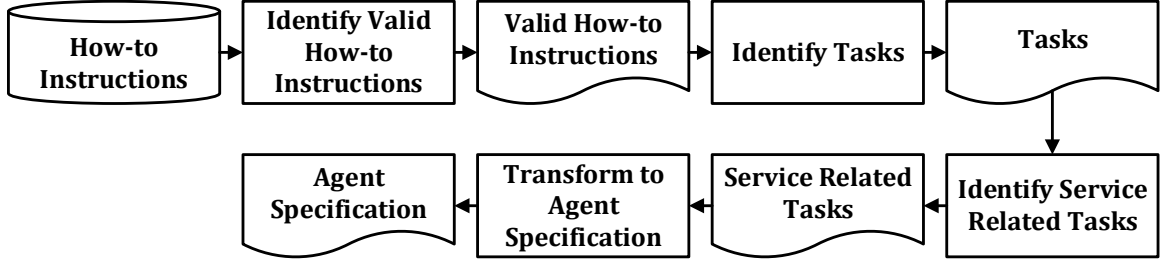 How-to
Instructions
Identify Valid
How-to
Instructions
Valid How-to
Instructions
Identify Tasks
Tasks
Agent
Specification
Transform to
Agent
Specification
Service Related
Tasks
Identify Service
Related Tasks